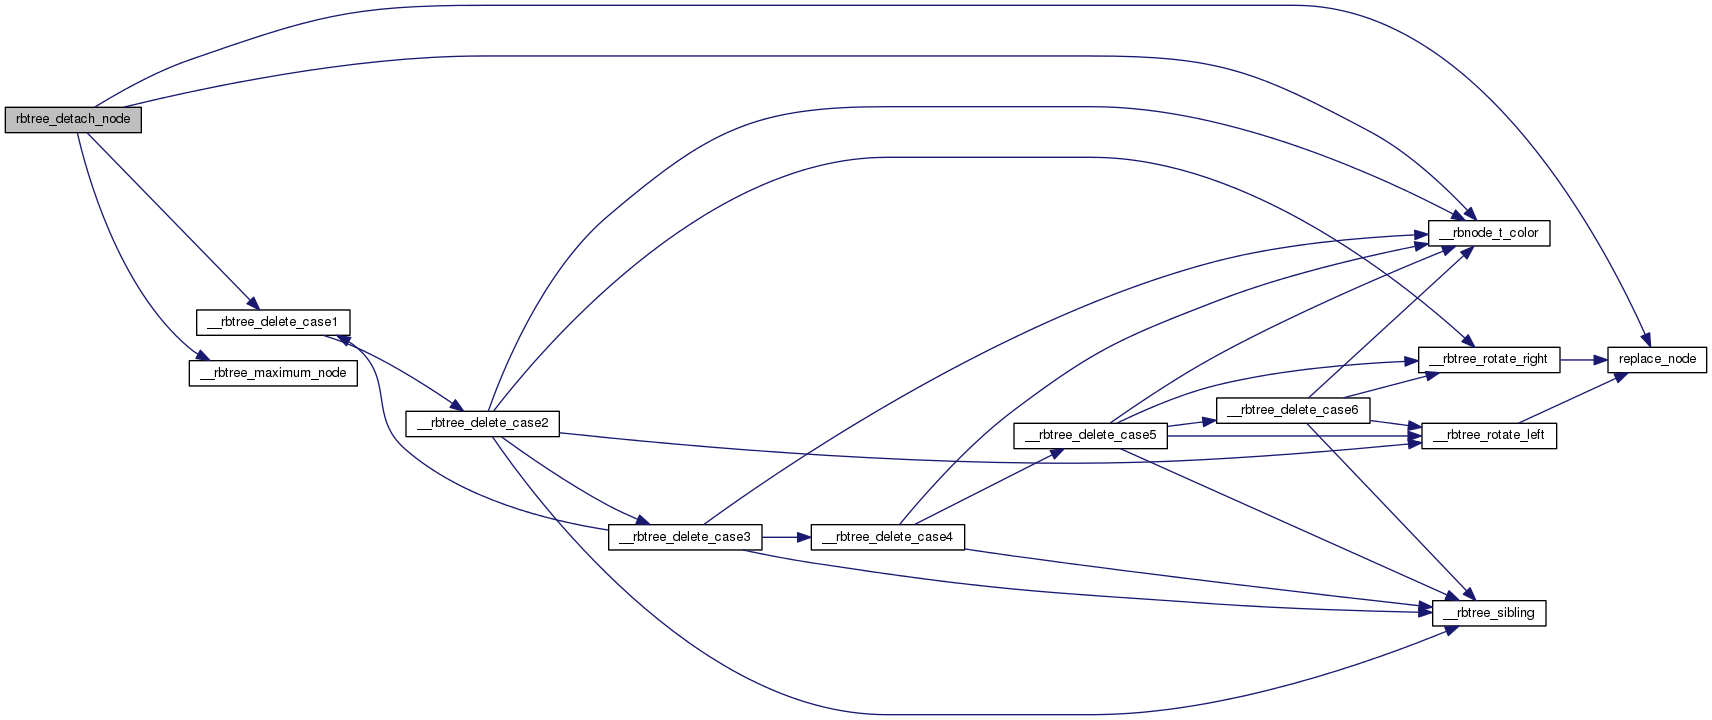 rbtree_detach_node
__rbnode_t_color
__rbtree_delete_case1
__rbtree_maximum_node
__rbtree_rotate_right
replace_node
__rbtree_delete_case2
__rbtree_delete_case5
__rbtree_delete_case6
__rbtree_rotate_left
__rbtree_delete_case3
__rbtree_delete_case4
__rbtree_sibling